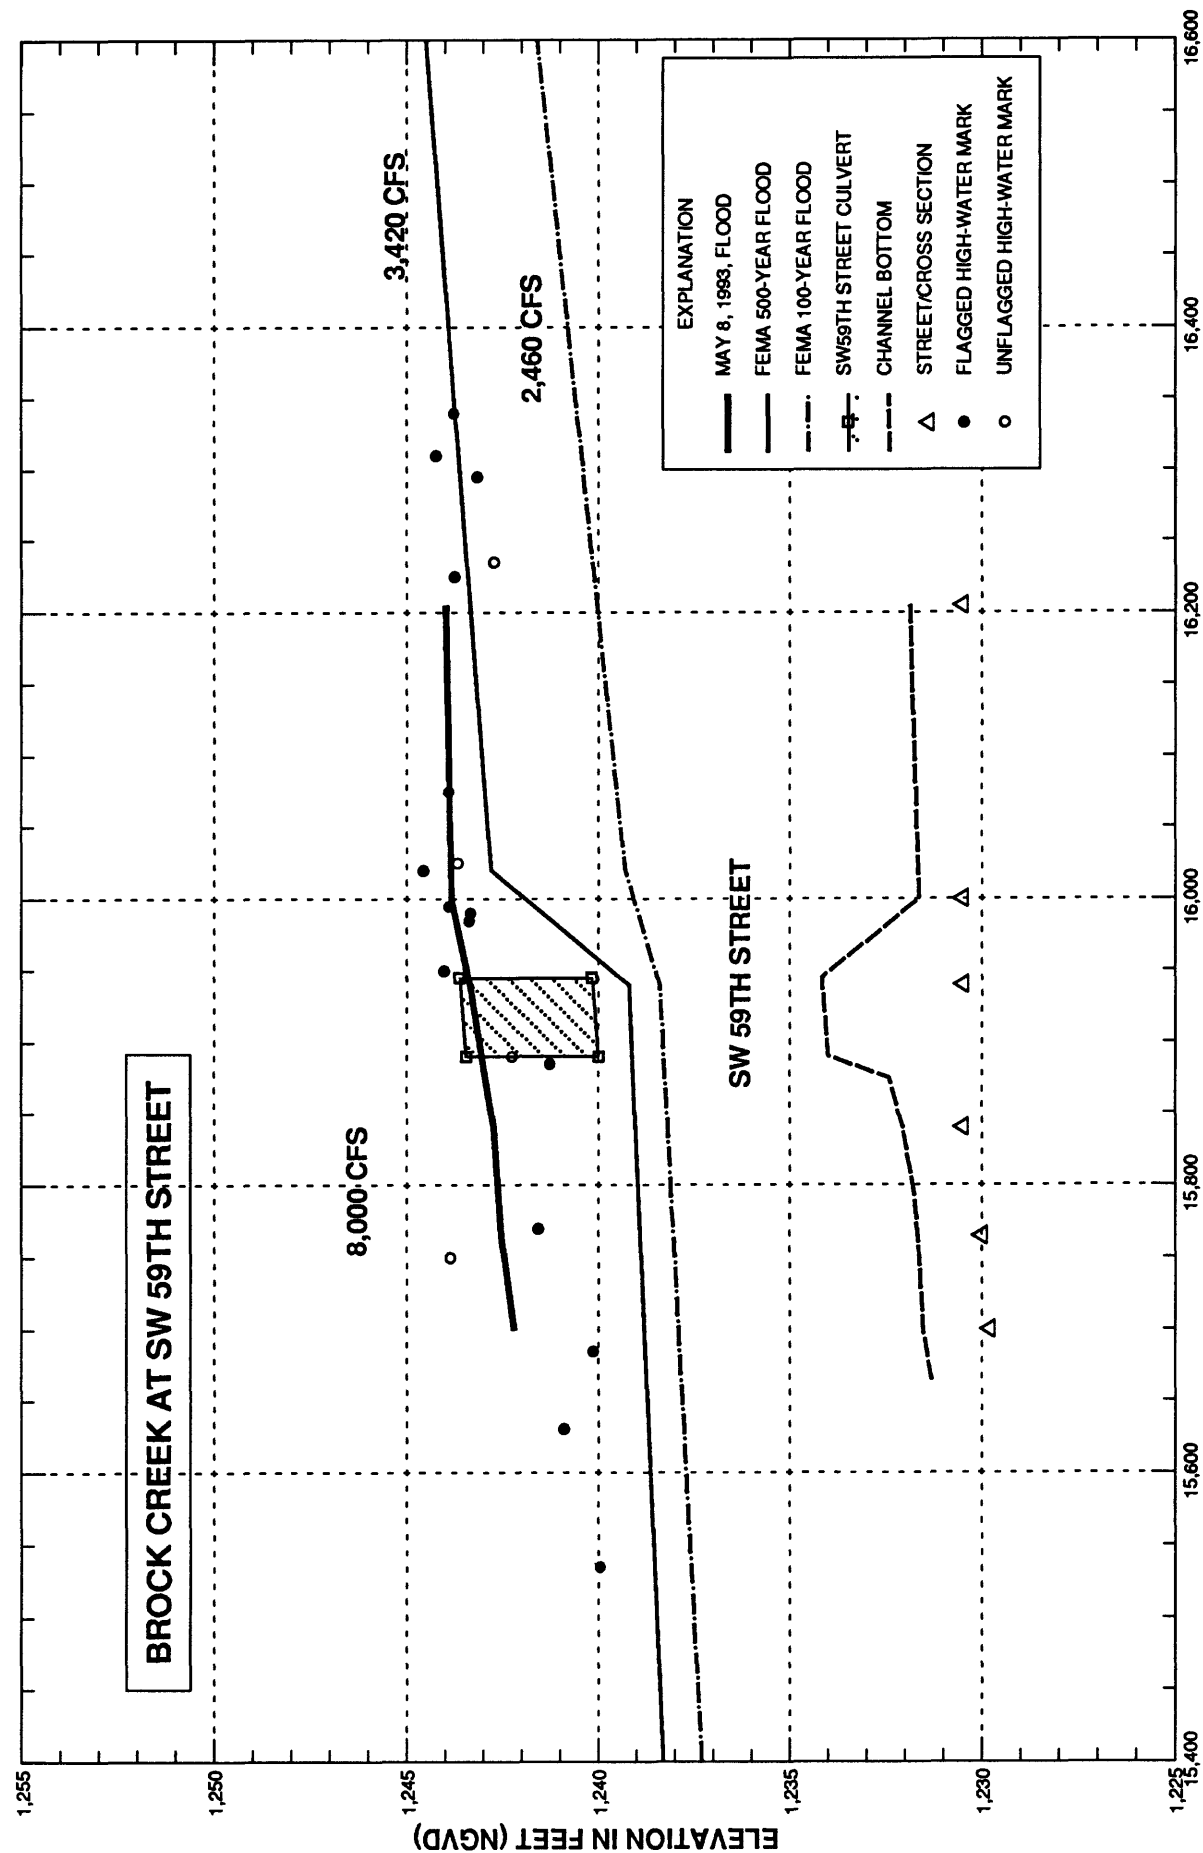 BROCK CREEK AT SW 59TH STREET
ELEVATION IN FEET (NGVD)
1,255
1,250
1,245
1,240
1,235
1,230
1,225
8,000 CFS
3,420 CFS
2,460 CFS
SW 59TH STREET
EXPLANATION
MAY 8, 1993, FLOOD
FEMA 500-YEAR FLOOD
FEMA 100-YEAR FLOOD
SW59TH STREET CULVERT
CHANNEL BOTTOM
STREET/CROSS SECTION
FLAGGED HIGH-WATER MARK
UNFLAGGED HIGH-WATER MARK
15,400
15,600
15,800
16,000
16,200
16,400
16,600